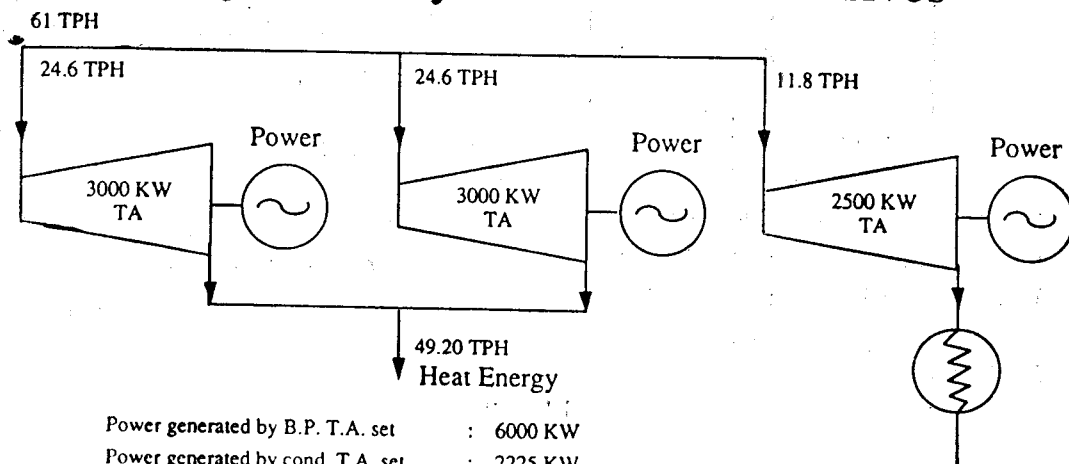 61 TPH
24.6 TPH
24.6 TPH
11.8 TPH
Power
Power
Power
3000 KW
TA
3000 KW
TA
2500 KW
TA
49.20 TPH
Heat Energy
Power generated by B.P. T.A. set : 6000 KW
Power generated by cond. T.A. set : 2225 KW